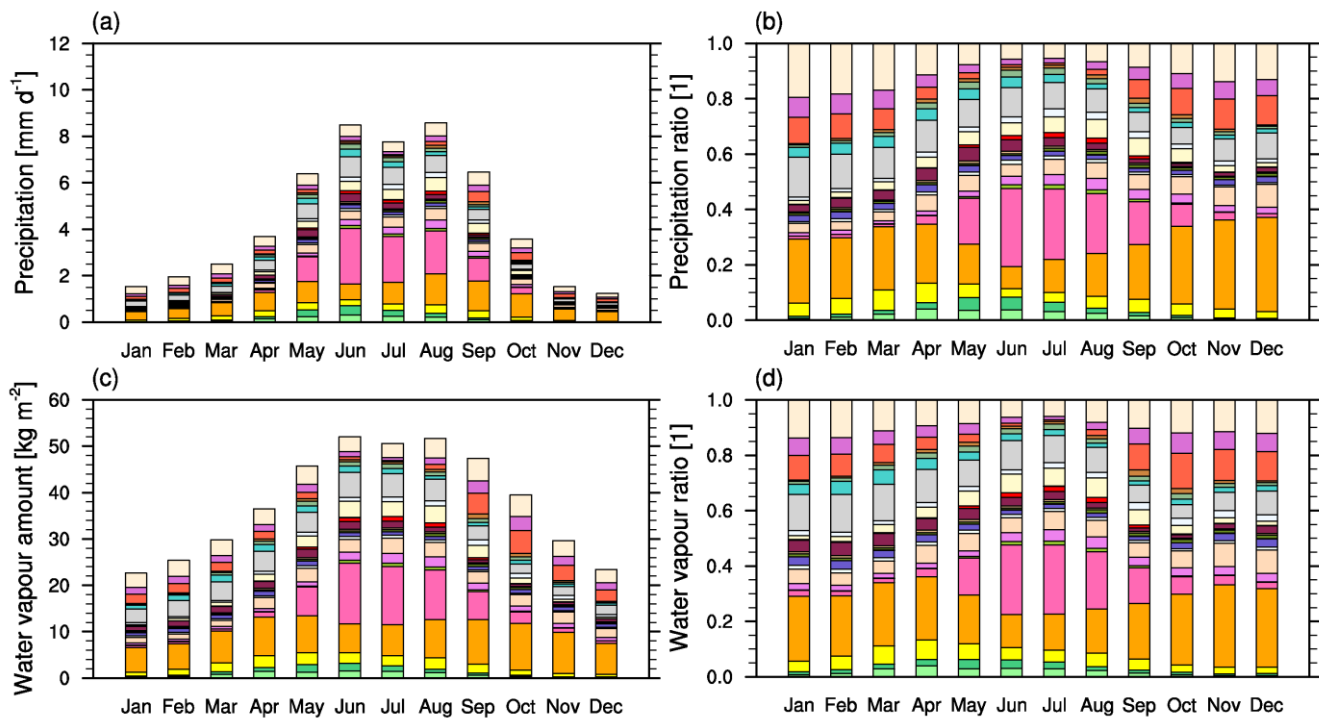 (a)
Precipitation [mm d-1]
12
10
8
6
4
2
0
Jan Feb Mar Apr May Jun Jul Aug Sep Oct Nov Dec
(b)
Precipitation ratio [1]
1.0
0.8
0.6
0.4
0.2
0.0
Jan Feb Mar Apr May Jun Jul Aug Sep Oct Nov Dec
(c)
Water vapour amount [kg m-2]
60
50
40
30
20
10
0
Jan Feb Mar Apr May Jun Jul Aug Sep Oct Nov Dec
(d)
Water vapour ratio [1]
1.0
0.8
0.6
0.4
0.2
0.0
Jan Feb Mar Apr May Jun Jul Aug Sep Oct Nov Dec